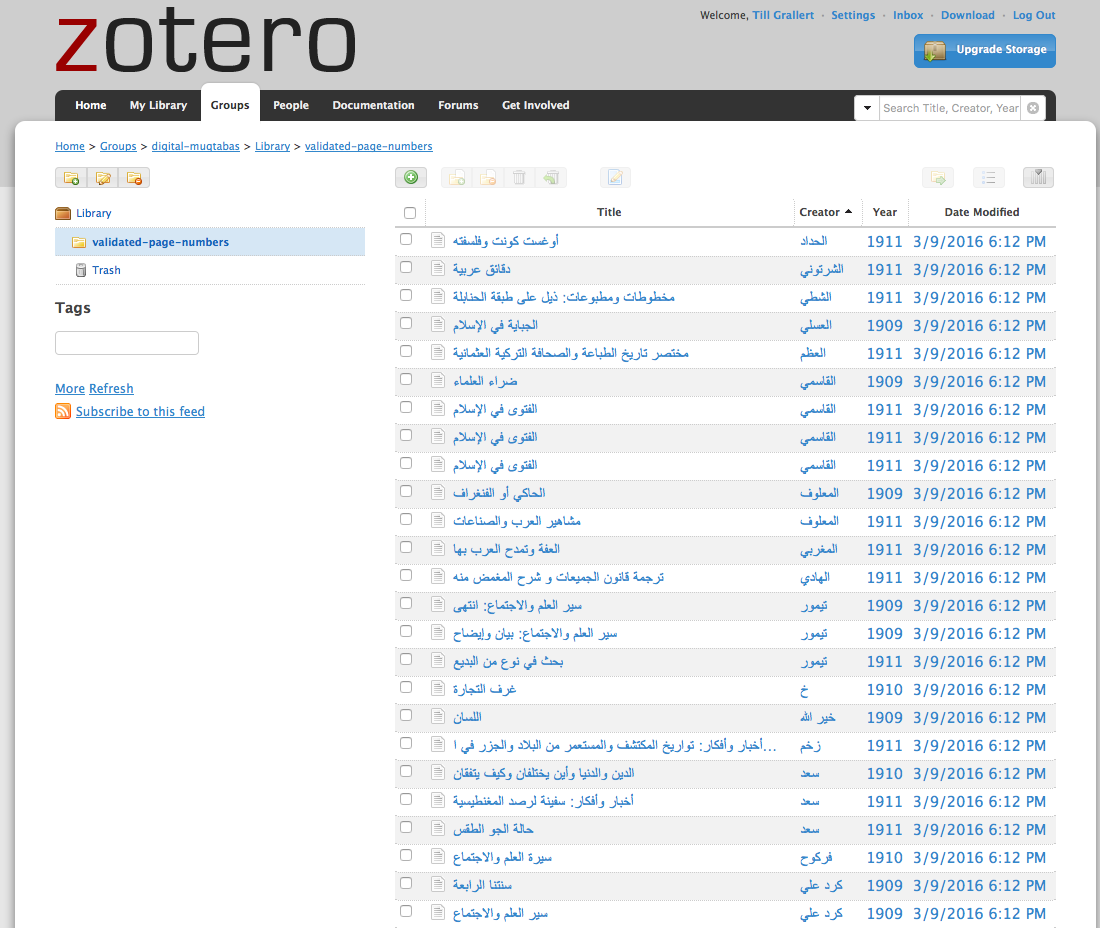 zotero
Welcome, Till Grallert · Settings · Inbox · Download · Log Out
Upgrade Storage
Home My Library Groups People Documentation Forums Get Involved
Search Title, Creator, Year
Home > Groups > digital-muqtabas > Library > validated-page-numbers
Library
validated-page-numbers
Trash
Tags
More Refresh
Subscribe to this feed
Title Creator Year Date Modified
أوغست كونت وفلسفته الحداد 1911 3/9/2016 6:12 PM
دقائق عربية الشرتوني 1911 3/9/2016 6:12 PM
مخطوطات ومطبوعات: ذيل على طبقة الحنابلة الشطي 1911 3/9/2016 6:12 PM
الجباية في الإسلام العسلي 1909 3/9/2016 6:12 PM
مختصر تاريخ الطباعة والصحافة التركية العثمانية العظم 1911 3/9/2016 6:12 PM
ضراء العلماء القاسمي 1909 3/9/2016 6:12 PM
الفتوى في الإسلام القاسمي 1911 3/9/2016 6:12 PM
الفتوى في الإسلام القاسمي 1911 3/9/2016 6:12 PM
الفتوى في الإسلام القاسمي 1911 3/9/2016 6:12 PM
الحاكي أو الفنغراف المعلوف 1909 3/9/2016 6:12 PM
مشاهير العرب والصناعات المعلوف 1911 3/9/2016 6:12 PM
العفة وتمدح العرب بها المغربي 1911 3/9/2016 6:12 PM
ترجمة قانون الجميعات و شرح المغمض منه الهادي 1911 3/9/2016 6:12 PM
سير العلم والاجتماع: انتهى تيمور 1909 3/9/2016 6:12 PM
سير العلم والاجتماع: بيان وإيضاح تيمور 1909 3/9/2016 6:12 PM
بحث في نوع من البديع تيمور 1911 3/9/2016 6:12 PM
غرف التجارة خ 1910 3/9/2016 6:12 PM
اللسان خير الله 1909 3/9/2016 6:12 PM
أخبار وأفكار: تواريخ المكتشف والمستعمر من البلاد والجزر في ا... زخم 1911 3/9/2016 6:12 PM
الدين والدنيا وأين يختلفان وكيف يتفقان سعد 1910 3/9/2016 6:12 PM
أخبار وأفكار: سفينة لرصد المغنطيسية سعد 1911 3/9/2016 6:12 PM
حالة الجو الطقس سعد 1911 3/9/2016 6:12 PM
سيرة العلم والاجتماع فركوح 1910 3/9/2016 6:12 PM
سنتنا الرابعة كرد علي 1909 3/9/2016 6:12 PM
سير العلم والاجتماع كرد علي 1909 3/9/2016 6:12 PM